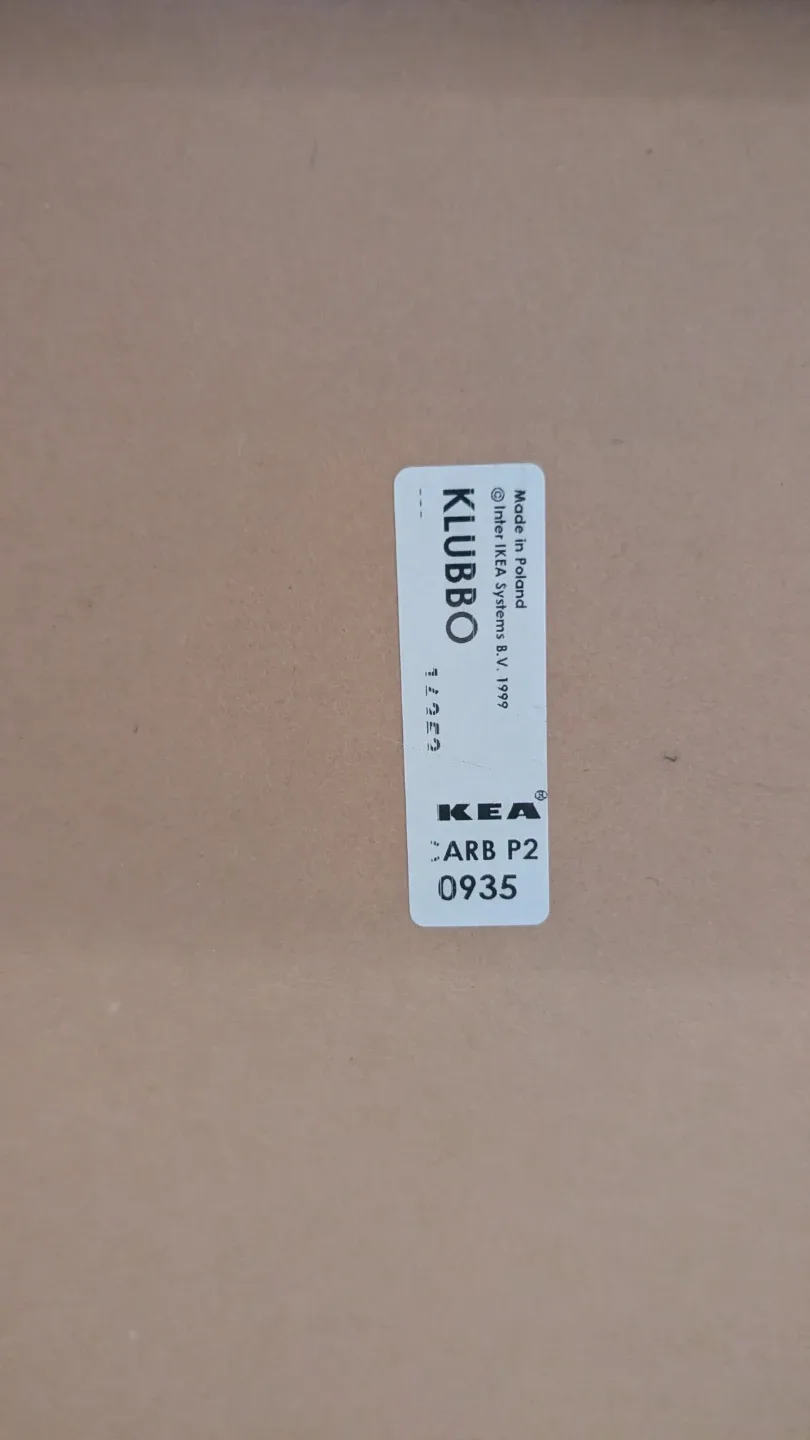 Made in Poland
© Inter IKEA Systems B.V. 1999
KLUBBO
KEA®
ARB P2
0935